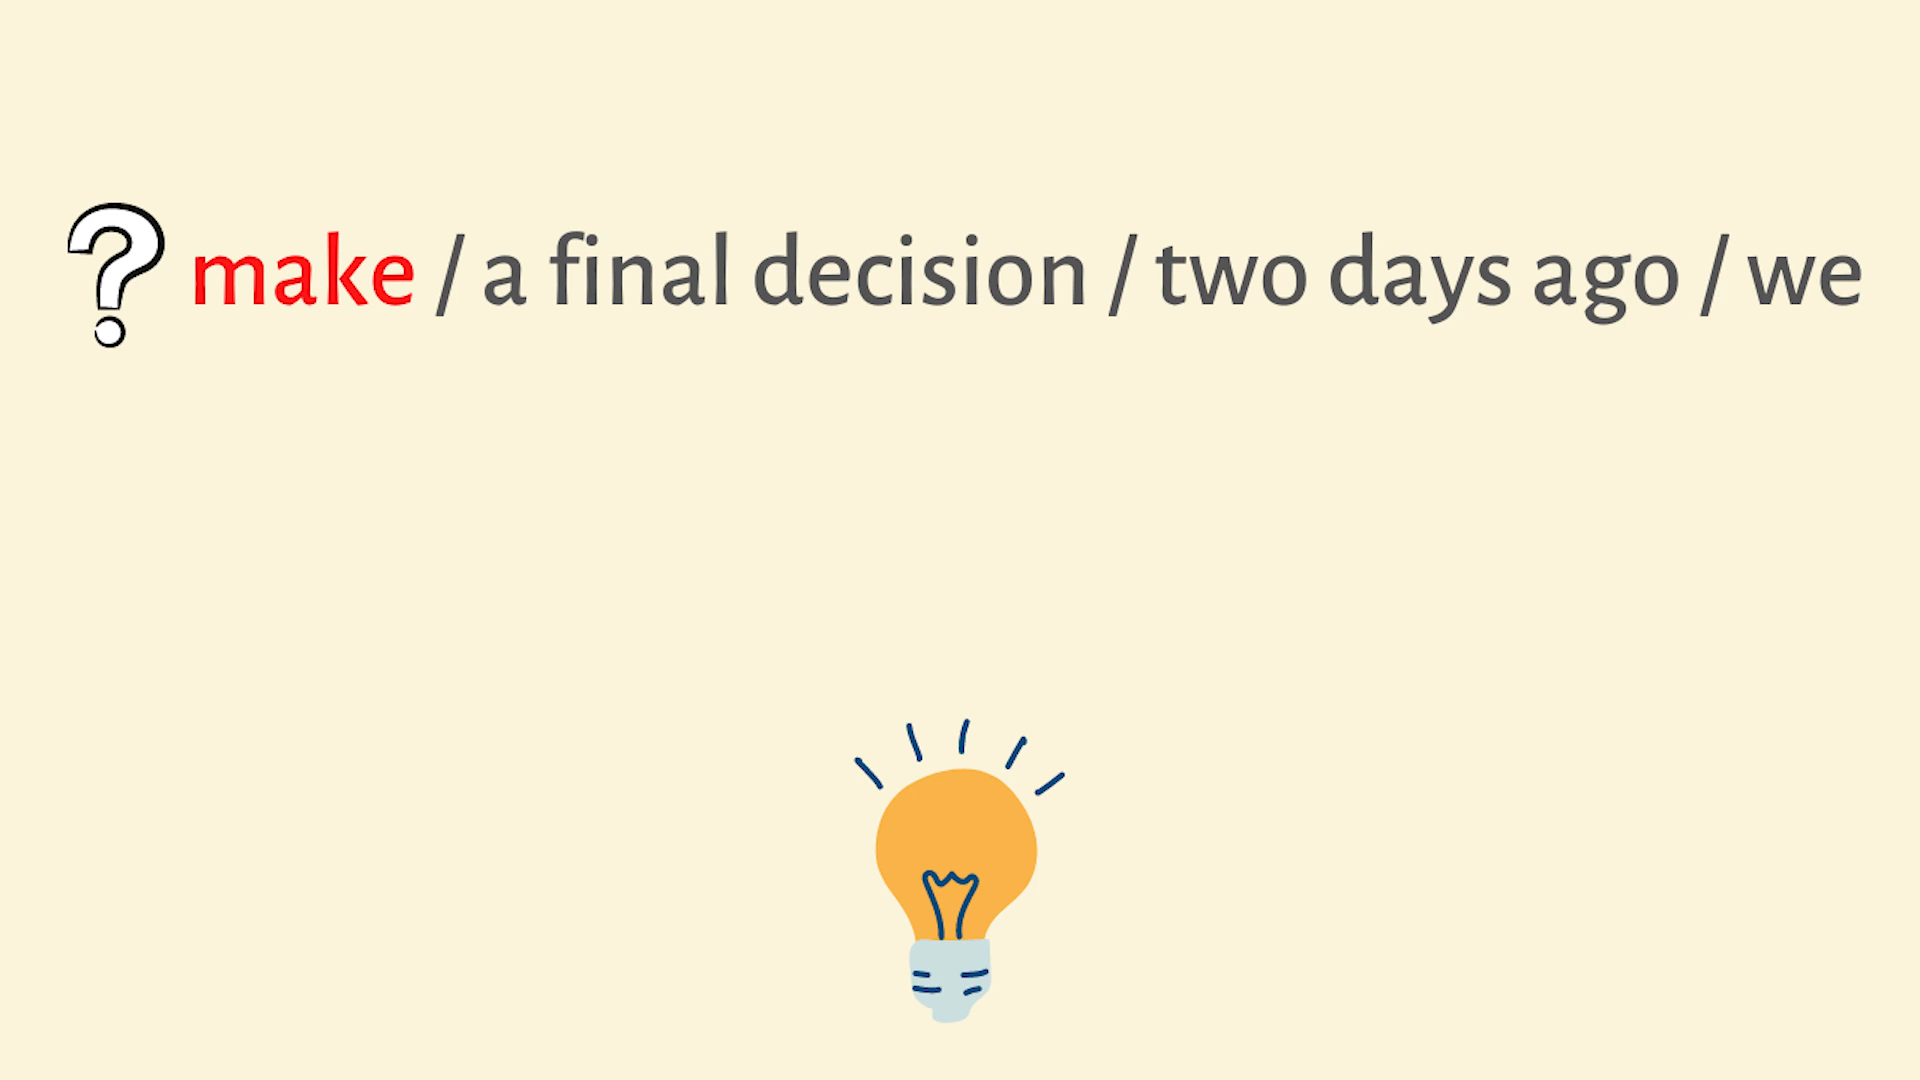 ? make / a final decision / two days ago / we